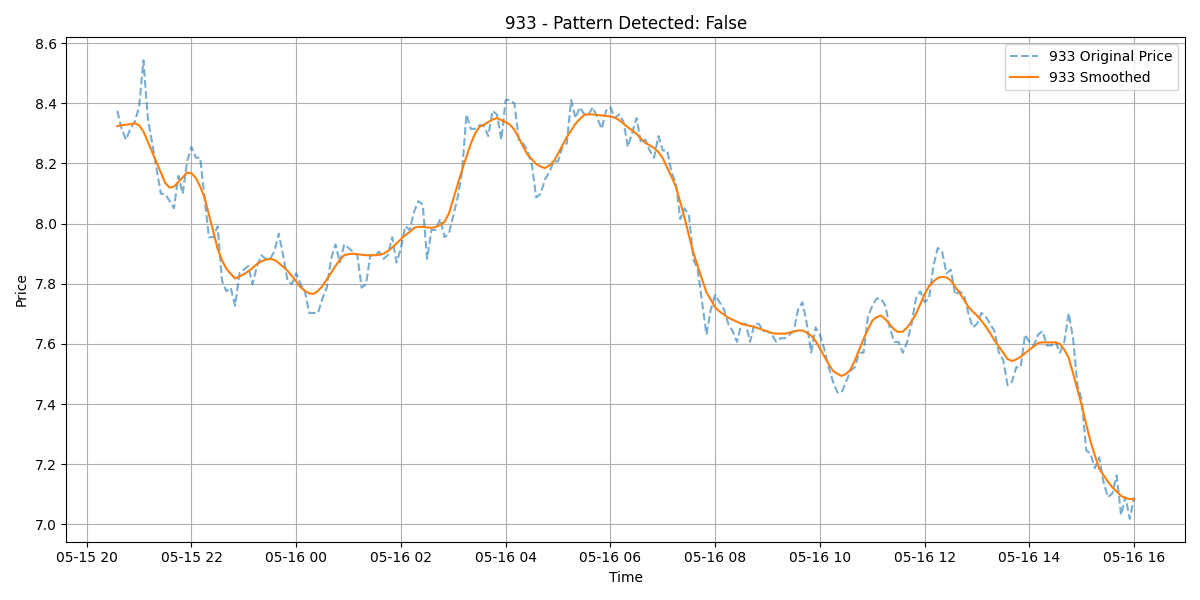 933 - Pattern Detected: False
933 Original Price
933 Smoothed
8.6
8.4
8.2
8.0
7.8
7.6
7.4
7.2
7.0
Price
05-15 20 05-15 22 05-16 00 05-16 02 05-16 04 05-16 06 05-16 08 05-16 10 05-16 12 05-16 14 05-16 16
Time